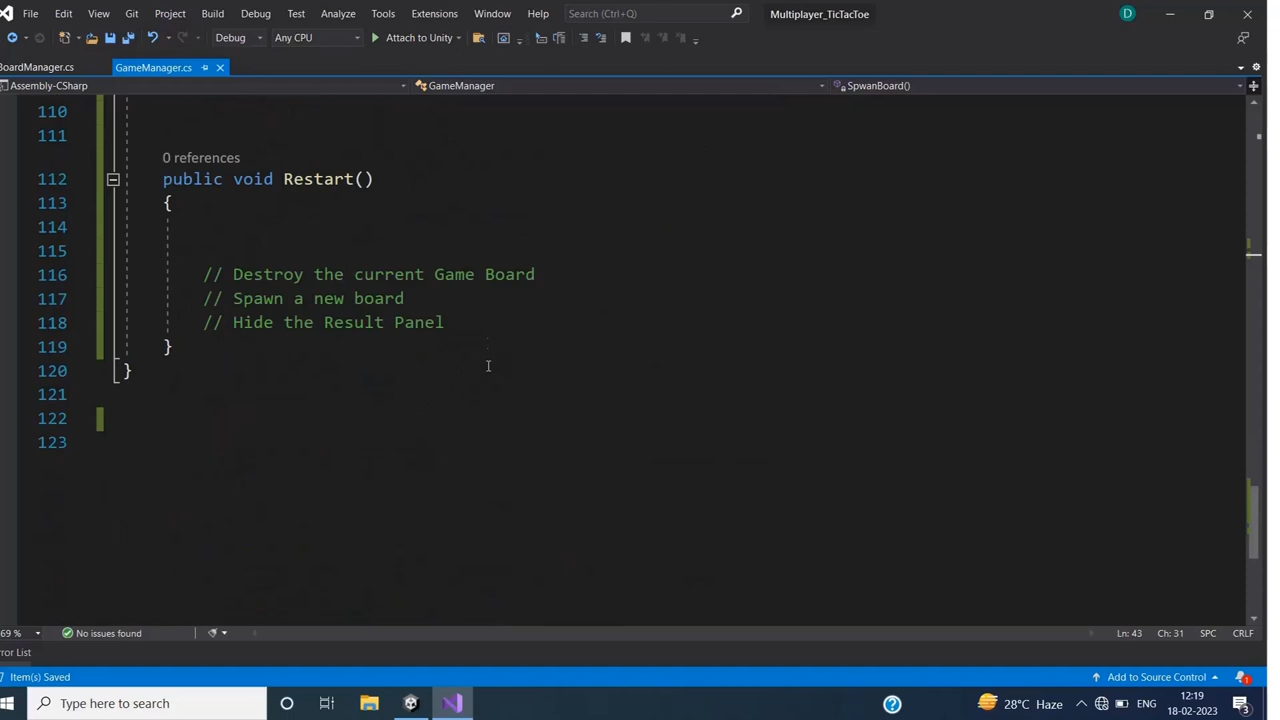 File Edit View Git Project Build Debug Test Analyze Tools Extensions Window Help Search (Ctrl+Q) Multiplayer_TicTacToe D
Debug Any CPU Attach to Unity
BoardManager.cs GameManager.cs
Assembly-CSharp GameManager SpwanBoard()
110
111
0 references
112 public void Restart()
113 {
114
115
116 // Destroy the current Game Board
117 // Spawn a new board
118 // Hide the Result Panel
119 }
120 }
121
122
123
69 % No issues found Ln: 43 Ch: 31 SPC CRLF
rror List
Item(s) Saved Add to Source Control 1
Type here to search 28°C Haze ENG 12:19
18-02-2023 3